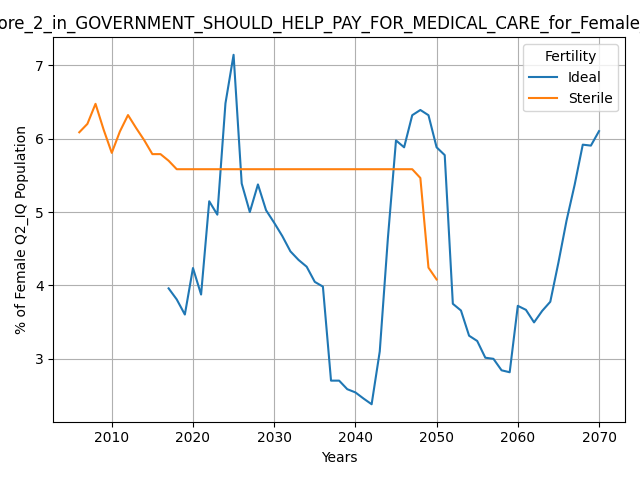 ore_2_in_GOVERNMENT_SHOULD_HELP_PAY_FOR_MEDICAL_CARE_for_Female
Fertility
Ideal
Sterile
% of Female Q2_IQ Population
7
6
5
4
3
2010 2020 2030 2040 2050 2060 2070
Years